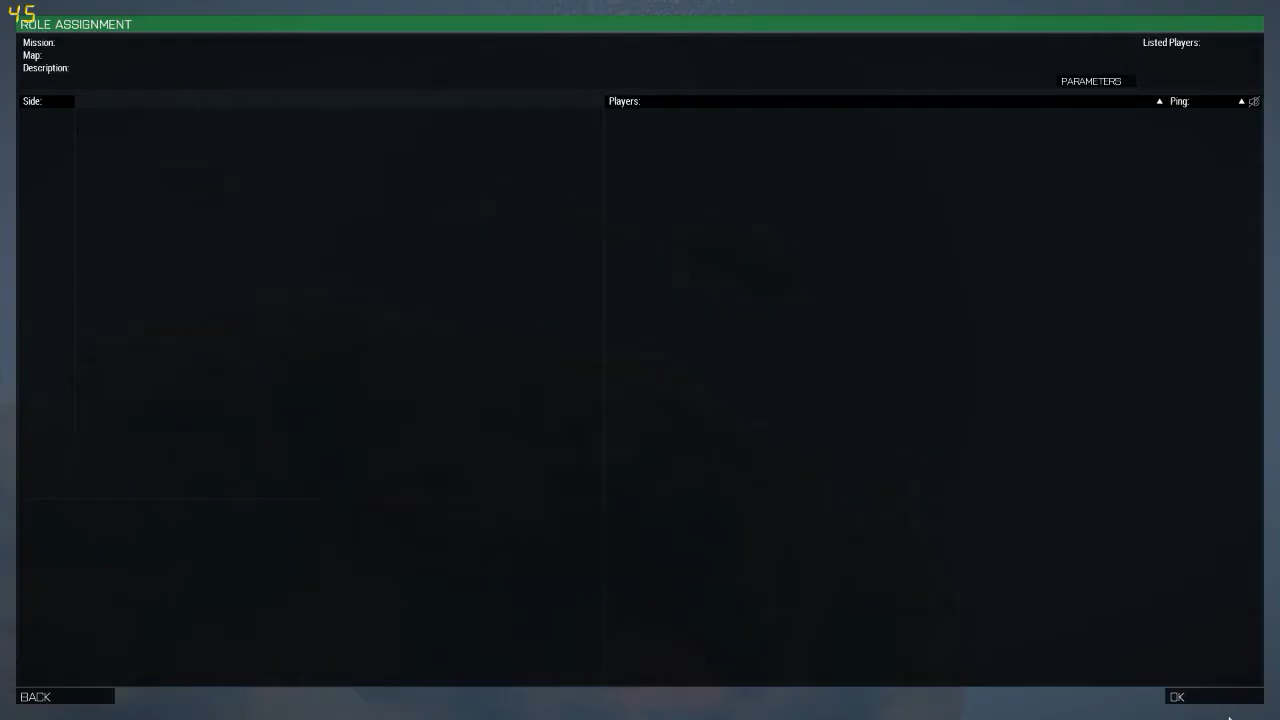 45
ROLE ASSIGNMENT
Mission:
Map:
Description:
Listed Players:
PARAMETERS
Side:
Players:
Ping:
BACK
OK